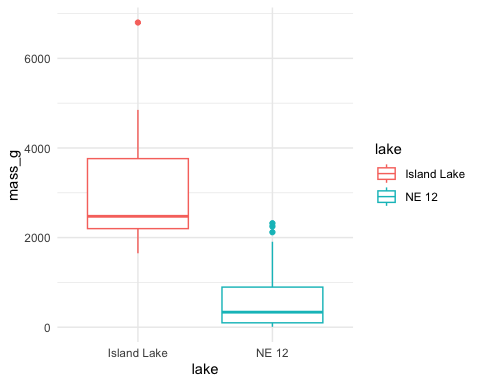 mass_g
6000
4000
2000
0
Island Lake
NE 12
lake
lake
Island Lake
NE 12